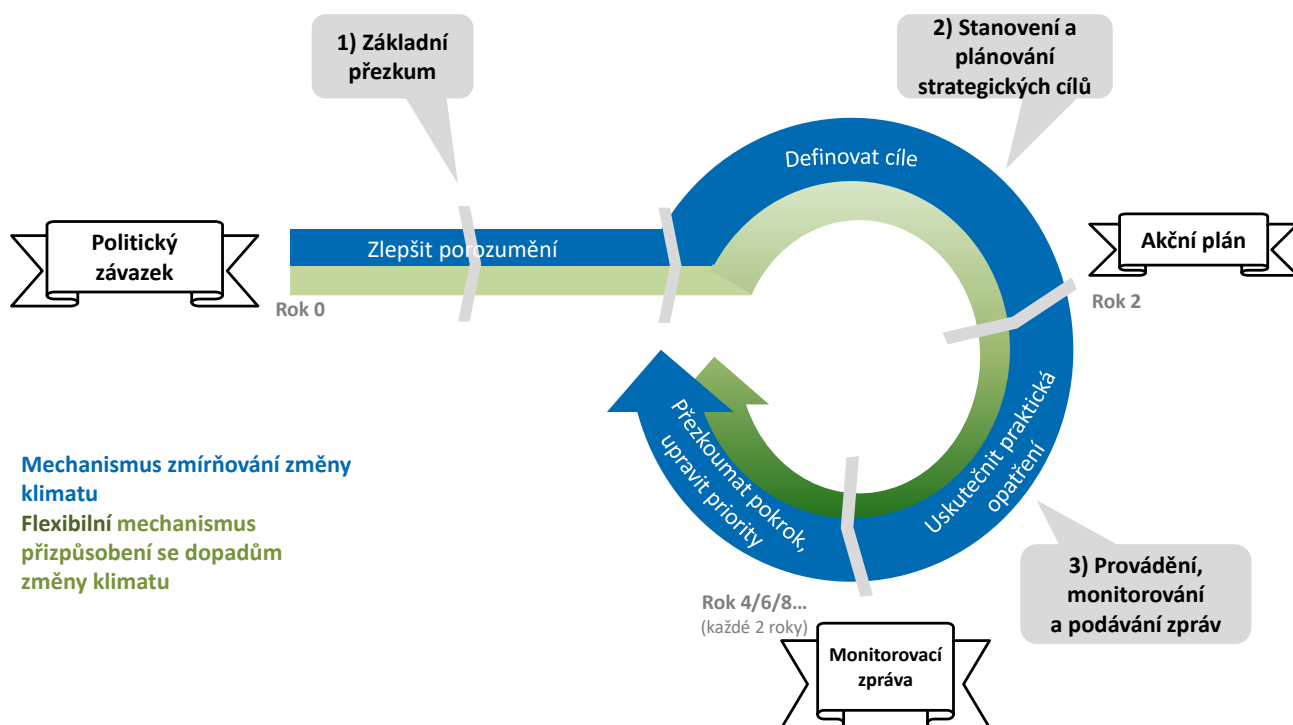 1) Základní
přezkum
2) Stanovení a
plánování
strategických cílů
Definovat cíle
Politický
závazek
Zlepšit porozumění
Akční plán
Rok 0
Rok 2
Přezkoumat pokrok,
upravit priority
Uskutečnit praktická
opatření
Mechanismus zmírňování změny
klimatu
Flexibilní mechanismus
přizpůsobení se dopadům
změny klimatu
3) Provádění,
monitorování
a podávání zpráv
Rok 4/6/8...
(každé 2 roky)
Monitorovací
zpráva